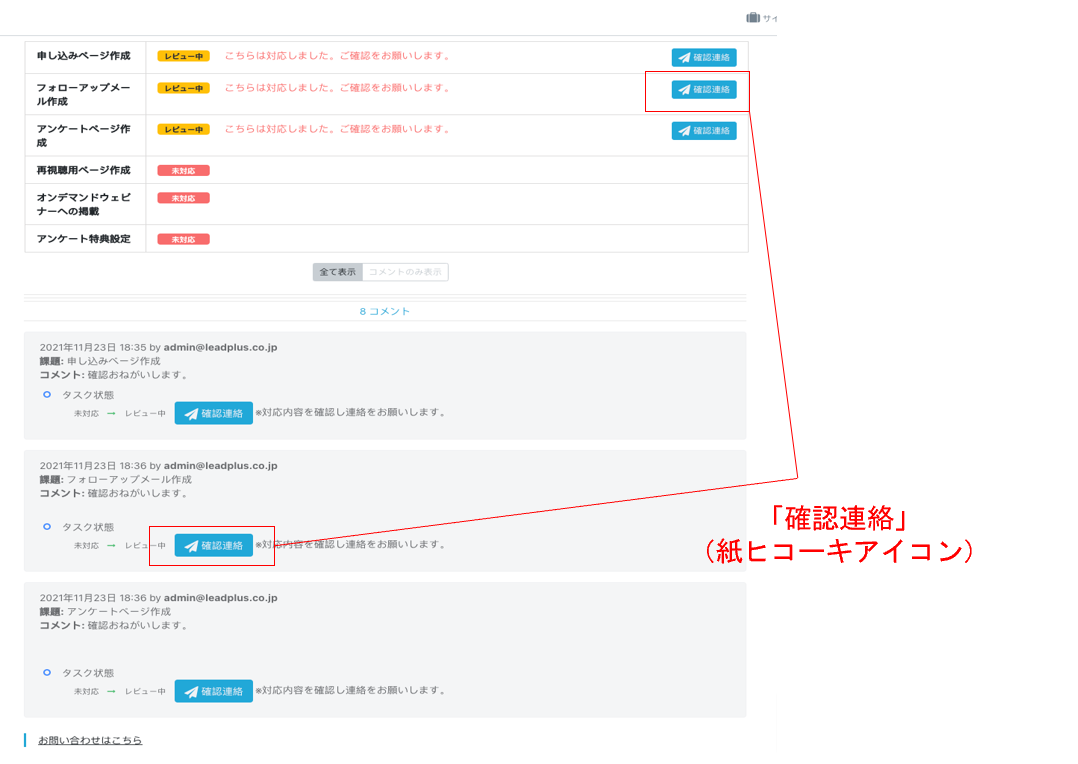 サイ
申し込みページ作成 レビュー中 こちらは対応しました。ご確認をお願いします。 確認連絡
フォローアップメー レビュー中 こちらは対応しました。ご確認をお願いします。 確認連絡
ル作成
アンケートページ作 レビュー中 こちらは対応しました。ご確認をお願いします。 確認連絡
成
再視聴用ページ作成 未対応
オンデマンドウェビ 未対応
ナーへの掲載
アンケート特典設定 未対応
全て表示 コメントのみ表示
8 コメント
2021年11月23日 18:35 by admin@leadplus.co.jp
課題: 申し込みページ作成
コメント: 確認おねがいします。
タスク状態
未対応 → レビュー中 確認連絡 ※対応内容を確認し連絡をお願いします。
2021年11月23日 18:36 by admin@leadplus.co.jp
課題: フォローアップメール作成
コメント: 確認おねがいします。
タスク状態
未対応 → レビュー中 確認連絡 ※対応内容を確認し連絡をお願いします。
「確認連絡」
（紙ヒコーキアイコン）
2021年11月23日 18:36 by admin@leadplus.co.jp
課題: アンケートページ作成
コメント: 確認おねがいします。
タスク状態
未対応 → レビュー中 確認連絡 ※対応内容を確認し連絡をお願いします。
お問い合わせはこちら